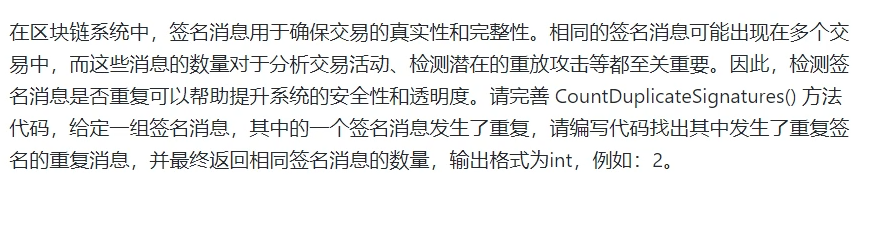 在区块链系统中，签名消息用于确保交易的真实性和完整性。相同的签名消息可能出现在多个交
易中，而这些消息的数量对于分析交易活动、检测潜在的重放攻击等都至关重要。因此，检测签
名消息是否重复可以帮助提升系统的安全性和透明度。请完善 CountDuplicateSignatures() 方法
代码，给定一组签名消息，其中的一个签名消息发生了重复，请编写代码找出其中发生了重复签
名的重复消息，并最终返回相同签名消息的数量，输出格式为int，例如：2。